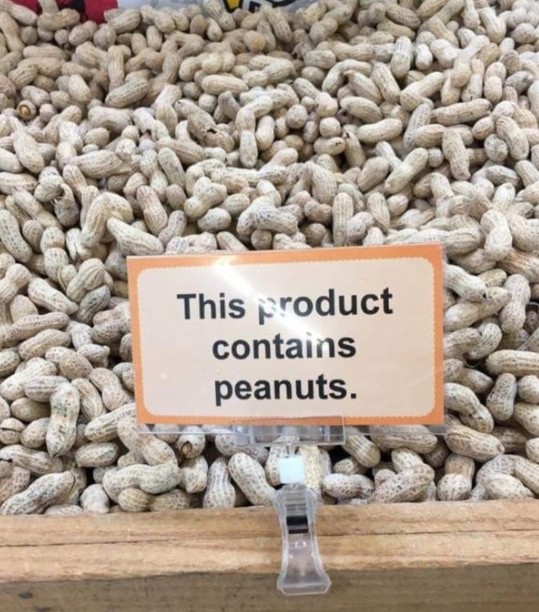 This product
contains
peanuts.